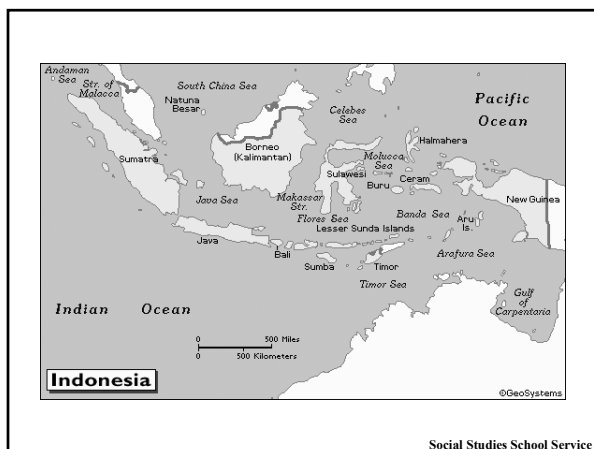 Andaman
Sea
Str. of
Malacca
South China Sea
Natuna
Besar
Celebes
Sea
Pacific
Ocean
Borneo
(Kalimantan)
Halmahera
Molucca
Sea
Sumatra
Sulawesi
Ceram
Buru
New Guinea
Java Sea
Makassar
Str.
Flores Sea
Banda Sea
Aru
Is.
Lesser Sunda Islands
Java
Bali
Sumba
Timor
Arafura Sea
Timor Sea
Gulf
of
Carpentaria
Indian Ocean
0 500 Miles
0 500 Kilometers
Indonesia
©GeoSystems
Social Studies School Service